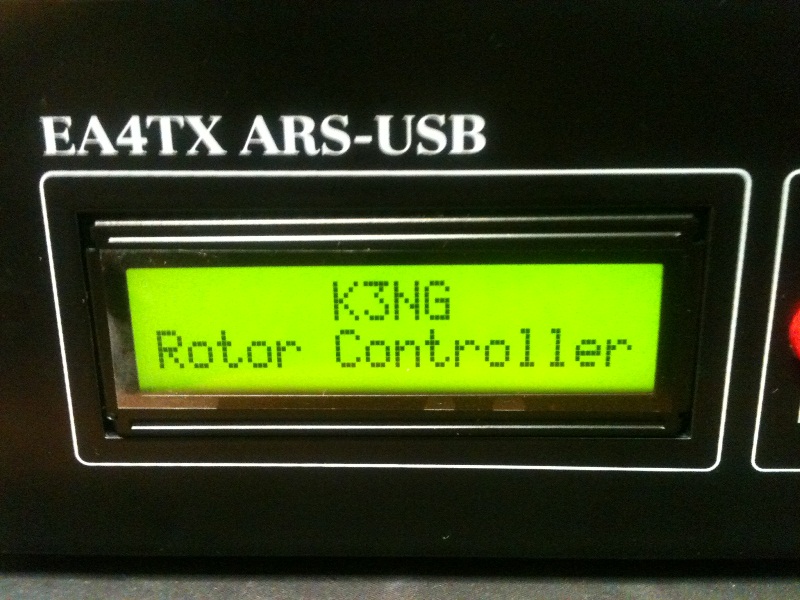 EA4TX ARS-USB
K3NG
Rotor Controller